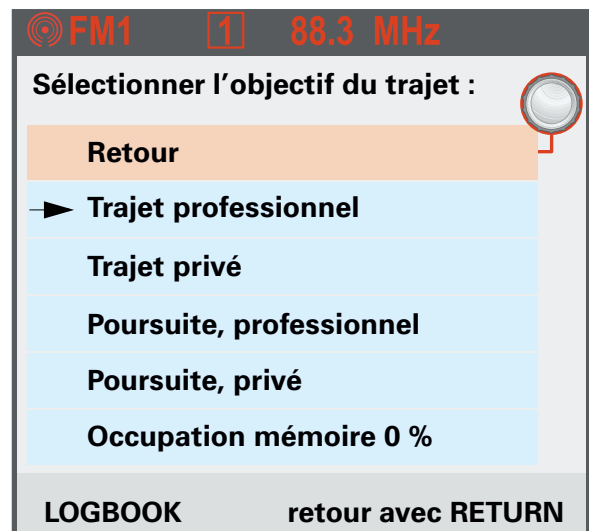 FM1 1 88.3 MHz
Sélectionner l’objectif du trajet :
Retour
Trajet professionnel
Trajet privé
Poursuite, professionnel
Poursuite, privé
Occupation mémoire 0 %
LOGBOOK retour avec RETURN